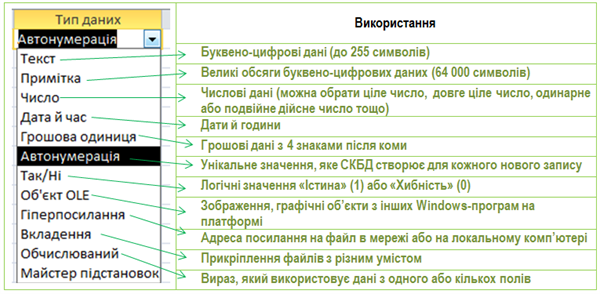 Тип даних
Автонумерація
Текст
Примітка
Число
Дата й час
Грошова одиниця
Автонумерація
Так/Ні
Об'єкт OLE
Гіперпосилання
Вкладення
Обчислюваний
Майстер підстановок
Використання
Буквено-цифрові дані (до 255 символів)
Великі обсяги буквено-цифрових даних (64 000 символів)
Числові дані (можна обрати ціле число, довге ціле число, одинарне
або подвійне дійсне число тощо)
Дати й години
Грошові дані з 4 знаками після коми
Унікальне значення, яке СКБД створює для кожного нового запису
Логічні значення «Істина» (1) або «Хибність» (0)
Зображення, графічні об’єкти з інших Windows-програм на
платформі
Адреса посилання на файл в мережі або на локальному комп’ютері
Прикріплення файлів з різним умістом
Вираз, який використовує дані з одного або кількох полів